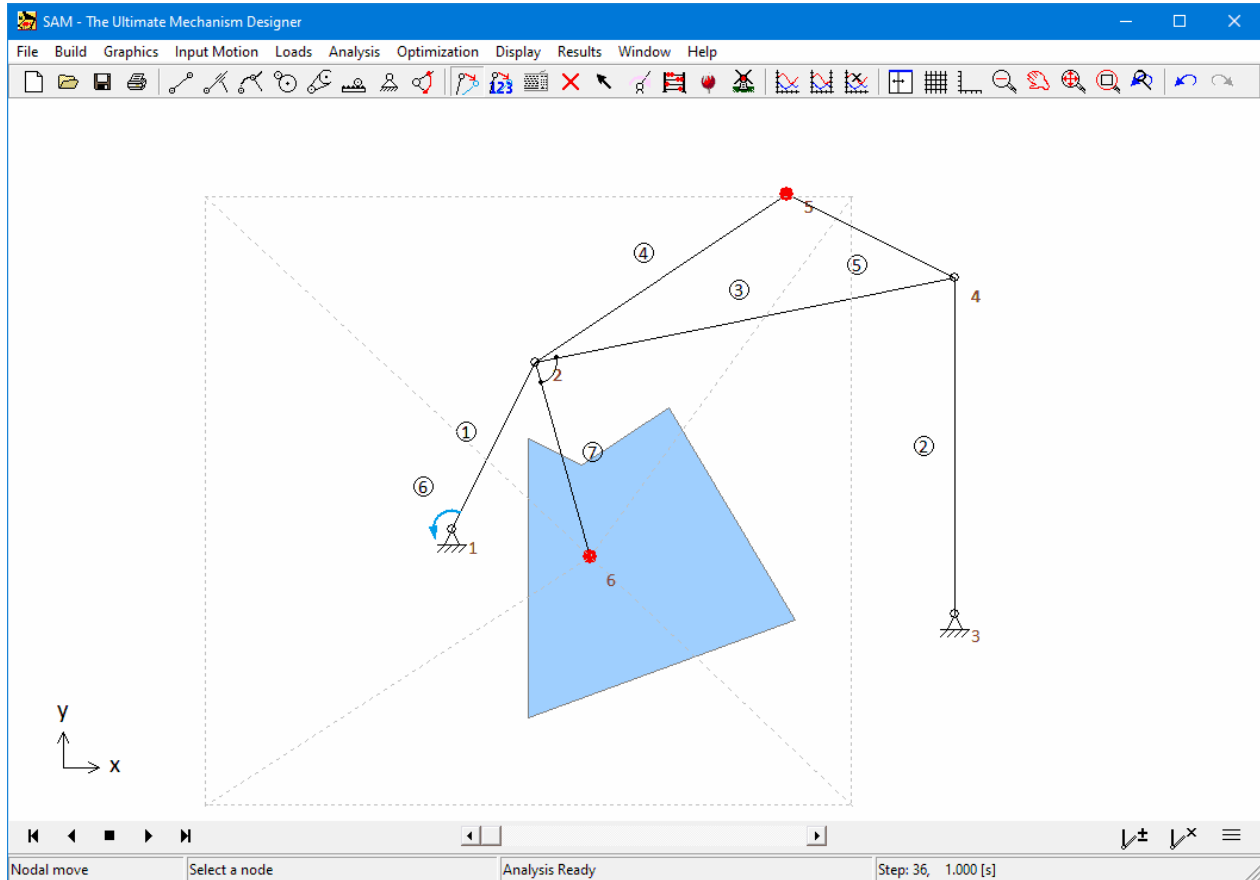 SAM - The Ultimate Mechanism Designer
File Build Graphics Input Motion Loads Analysis Optimization Display Results Window Help
123
5
4
5
3
4
2
1
2
7
6
1
6
3
y
x
Nodal move Select a node Analysis Ready Step: 36, 1.000 [s]